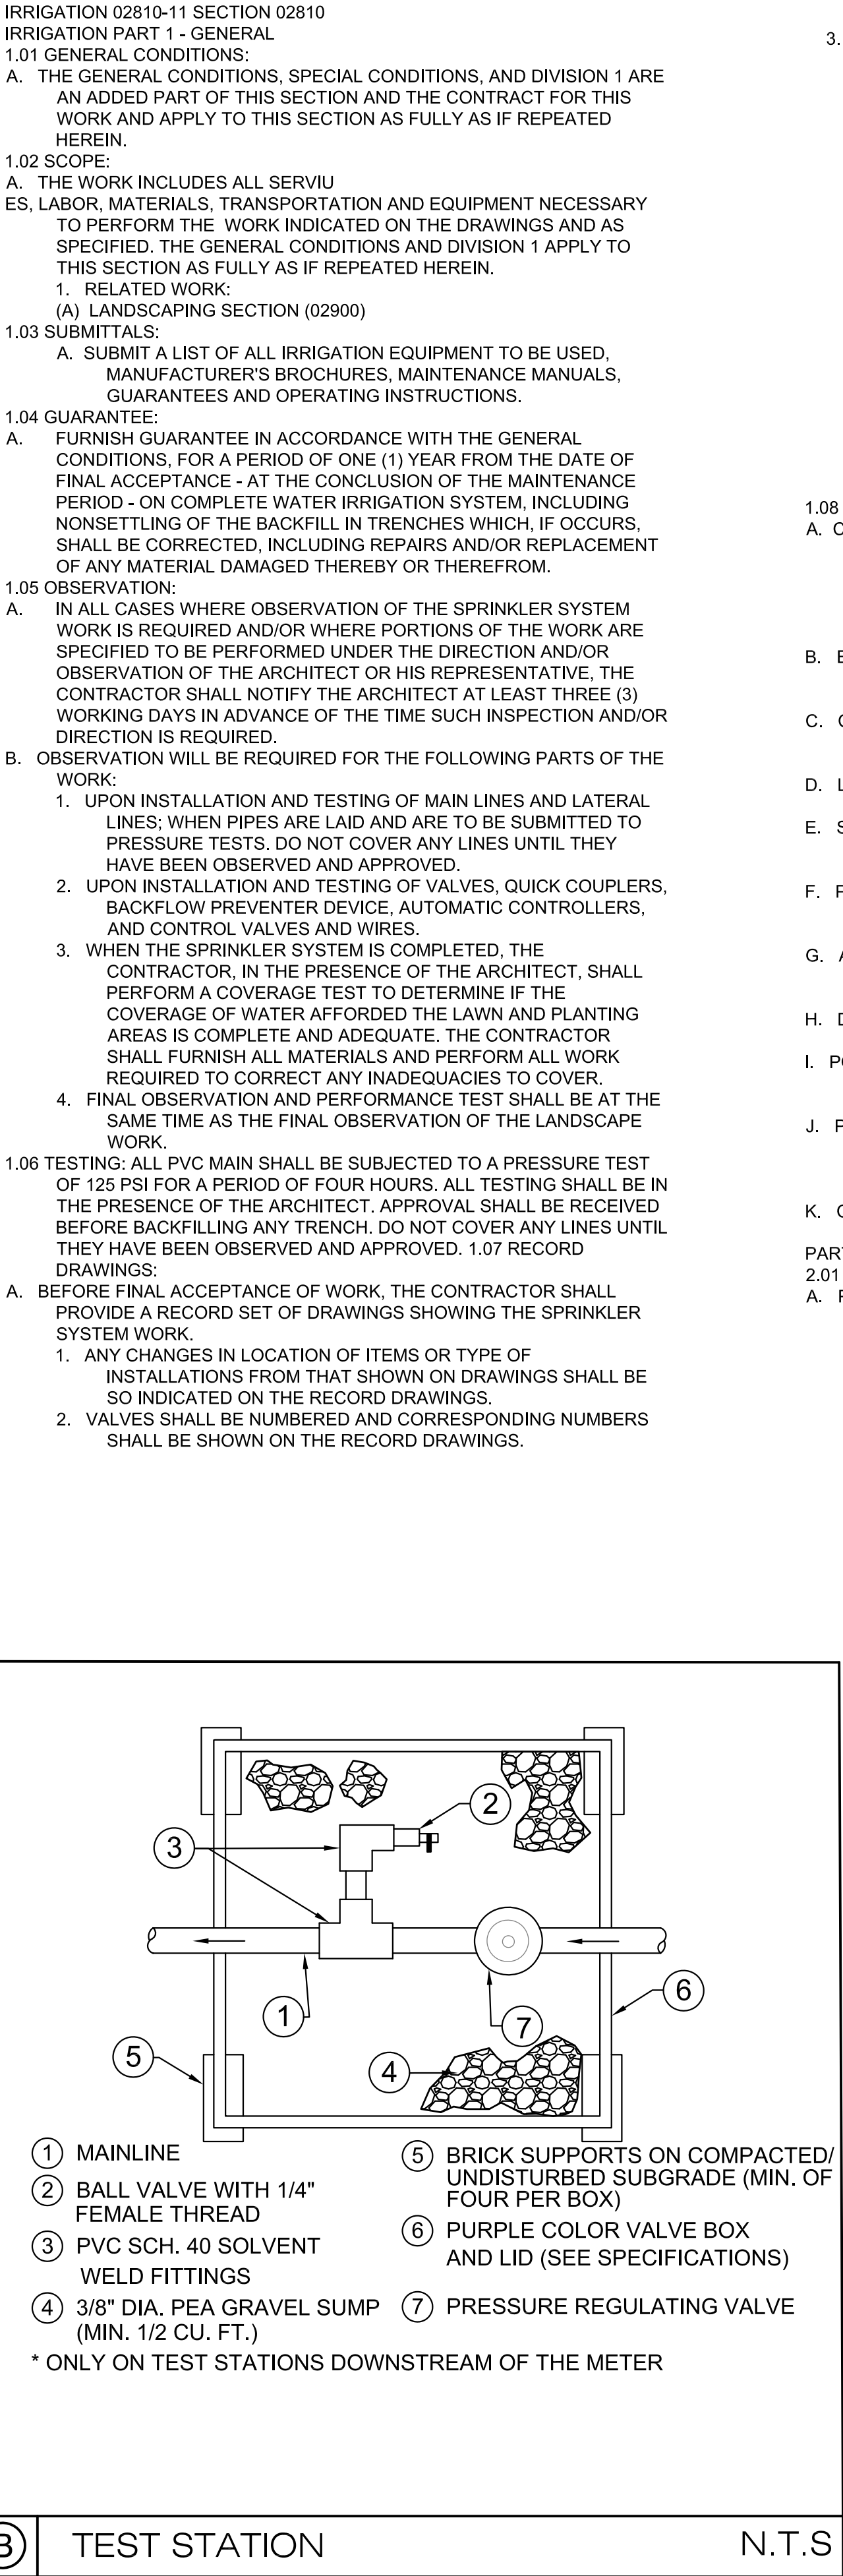 IRRIGATION 02810-11 SECTION 02810
IRRIGATION PART 1 - GENERAL
1.01 GENERAL CONDITIONS:
A. THE GENERAL CONDITIONS, SPECIAL CONDITIONS, AND DIVISION 1 ARE
AN ADDED PART OF THIS SECTION AND THE CONTRACT FOR THIS
WORK AND APPLY TO THIS SECTION AS FULLY AS IF REPEATED
HEREIN.
1.02 SCOPE:
A. THE WORK INCLUDES ALL SERVIU
ES, LABOR, MATERIALS, TRANSPORTATION AND EQUIPMENT NECESSARY
TO PERFORM THE WORK INDICATED ON THE DRAWINGS AND AS
SPECIFIED. THE GENERAL CONDITIONS AND DIVISION 1 APPLY TO
THIS SECTION AS FULLY AS IF REPEATED HEREIN.
1. RELATED WORK:
(A) LANDSCAPING SECTION (02900)
1.03 SUBMITTALS:
A. SUBMIT A LIST OF ALL IRRIGATION EQUIPMENT TO BE USED,
MANUFACTURER'S BROCHURES, MAINTENANCE MANUALS,
GUARANTEES AND OPERATING INSTRUCTIONS.
1.04 GUARANTEE:
A. FURNISH GUARANTEE IN ACCORDANCE WITH THE GENERAL
CONDITIONS, FOR A PERIOD OF ONE (1) YEAR FROM THE DATE OF
FINAL ACCEPTANCE - AT THE CONCLUSION OF THE MAINTENANCE
PERIOD - ON COMPLETE WATER IRRIGATION SYSTEM, INCLUDING
NONSETTLING OF THE BACKFILL IN TRENCHES WHICH, IF OCCURS,
SHALL BE CORRECTED, INCLUDING REPAIRS AND/OR REPLACEMENT
OF ANY MATERIAL DAMAGED THEREBY OR THEREFROM.
1.05 OBSERVATION:
A. IN ALL CASES WHERE OBSERVATION OF THE SPRINKLER SYSTEM
WORK IS REQUIRED AND/OR WHERE PORTIONS OF THE WORK ARE
SPECIFIED TO BE PERFORMED UNDER THE DIRECTION AND/OR
OBSERVATION OF THE ARCHITECT OR HIS REPRESENTATIVE, THE
CONTRACTOR SHALL NOTIFY THE ARCHITECT AT LEAST THREE (3)
WORKING DAYS IN ADVANCE OF THE TIME SUCH INSPECTION AND/OR
DIRECTION IS REQUIRED.
B. OBSERVATION WILL BE REQUIRED FOR THE FOLLOWING PARTS OF THE
WORK:
1. UPON INSTALLATION AND TESTING OF MAIN LINES AND LATERAL
LINES; WHEN PIPES ARE LAID AND ARE TO BE SUBMITTED TO
PRESSURE TESTS. DO NOT COVER ANY LINES UNTIL THEY
HAVE BEEN OBSERVED AND APPROVED.
2. UPON INSTALLATION AND TESTING OF VALVES, QUICK COUPLERS,
BACKFLOW PREVENTER DEVICE, AUTOMATIC CONTROLLERS,
AND CONTROL VALVES AND WIRES.
3. WHEN THE SPRINKLER SYSTEM IS COMPLETED, THE
CONTRACTOR, IN THE PRESENCE OF THE ARCHITECT, SHALL
PERFORM A COVERAGE TEST TO DETERMINE IF THE
COVERAGE OF WATER AFFORDED THE LAWN AND PLANTING
AREAS IS COMPLETE AND ADEQUATE. THE CONTRACTOR
SHALL FURNISH ALL MATERIALS AND PERFORM ALL WORK
REQUIRED TO CORRECT ANY INADEQUACIES TO COVER.
4. FINAL OBSERVATION AND PERFORMANCE TEST SHALL BE AT THE
SAME TIME AS THE FINAL OBSERVATION OF THE LANDSCAPE
WORK.
1.06 TESTING: ALL PVC MAIN SHALL BE SUBJECTED TO A PRESSURE TEST
OF 125 PSI FOR A PERIOD OF FOUR HOURS. ALL TESTING SHALL BE IN
THE PRESENCE OF THE ARCHITECT. APPROVAL SHALL BE RECEIVED
BEFORE BACKFILLING ANY TRENCH. DO NOT COVER ANY LINES UNTIL
THEY HAVE BEEN OBSERVED AND APPROVED. 1.07 RECORD
DRAWINGS:
A. BEFORE FINAL ACCEPTANCE OF WORK, THE CONTRACTOR SHALL
PROVIDE A RECORD SET OF DRAWINGS SHOWING THE SPRINKLER
SYSTEM WORK.
1. ANY CHANGES IN LOCATION OF ITEMS OR TYPE OF
INSTALLATIONS FROM THAT SHOWN ON DRAWINGS SHALL BE
SO INDICATED ON THE RECORD DRAWINGS.
2. VALVES SHALL BE NUMBERED AND CORRESPONDING NUMBERS
SHALL BE SHOWN ON THE RECORD DRAWINGS.
3.
1.08
A.
B.
C.
D.
E.
F.
G.
H.
I.
J.
K.
2.01
A.
2
3
1
6
7
5
4
1 MAINLINE
2 BALL VALVE WITH 1/4"
FEMALE THREAD
3 PVC SCH. 40 SOLVENT
WELD FITTINGS
4 3/8" DIA. PEA GRAVEL SUMP
(MIN. 1/2 CU. FT.)
5 BRICK SUPPORTS ON COMPACTED/
UNDISTURBED SUBGRADE (MIN. OF
FOUR PER BOX)
6 PURPLE COLOR VALVE BOX
AND LID (SEE SPECIFICATIONS)
7 PRESSURE REGULATING VALVE
* ONLY ON TEST STATIONS DOWNSTREAM OF THE METER
TEST STATION
N.T.S